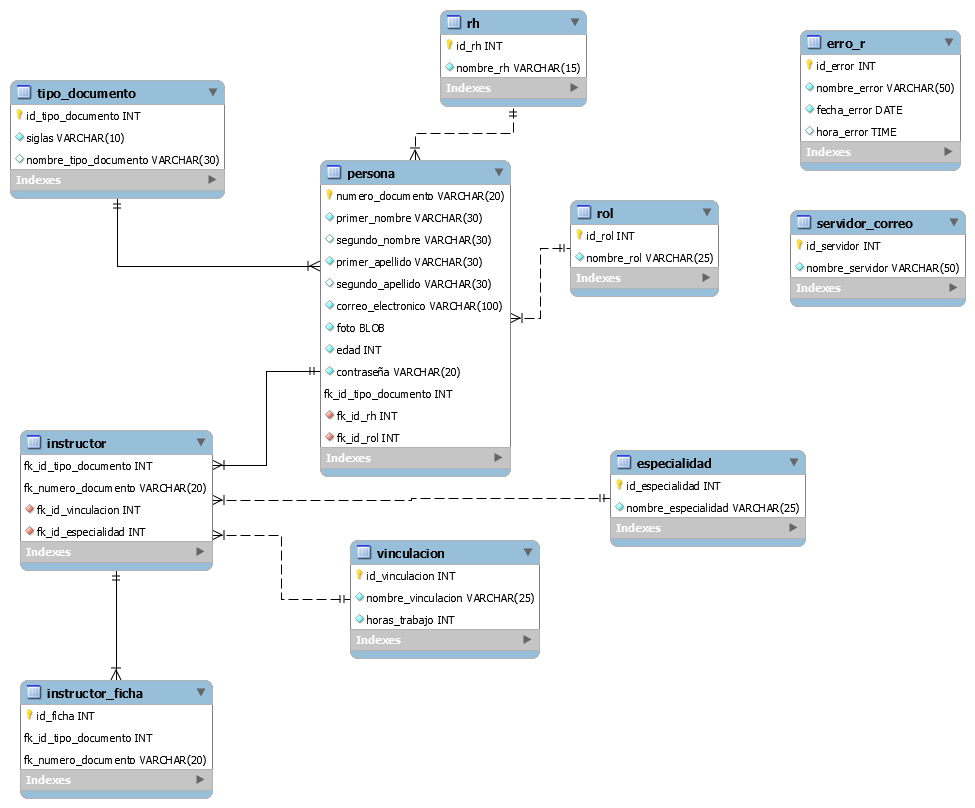 rh
id_rh INT
nombre_rh VARCHAR(15)
Indexes
erro_r
id_error INT
nombre_error VARCHAR(50)
fecha_error DATE
hora_error TIME
Indexes
tipo_documento
id_tipo_documento INT
siglas VARCHAR(10)
nombre_tipo_documento VARCHAR(30)
Indexes
persona
numero_documento VARCHAR(20)
primer_nombre VARCHAR(30)
segundo_nombre VARCHAR(30)
primer_apellido VARCHAR(30)
segundo_apellido VARCHAR(30)
correo_electronico VARCHAR(100)
foto BLOB
edad INT
contraseña VARCHAR(20)
fk_id_tipo_documento INT
fk_id_rh INT
fk_id_rol INT
Indexes
rol
id_rol INT
nombre_rol VARCHAR(25)
Indexes
servidor_correo
id_servidor INT
nombre_servidor VARCHAR(50)
Indexes
instructor
fk_id_tipo_documento INT
fk_numero_documento VARCHAR(20)
fk_id_vinculacion INT
fk_id_especialidad INT
Indexes
especialidad
id_especialidad INT
nombre_especialidad VARCHAR(25)
Indexes
vinculacion
id_vinculacion INT
nombre_vinculacion VARCHAR(25)
horas_trabajo INT
Indexes
instructor_ficha
id_ficha INT
fk_id_tipo_documento INT
fk_numero_documento VARCHAR(20)
Indexes